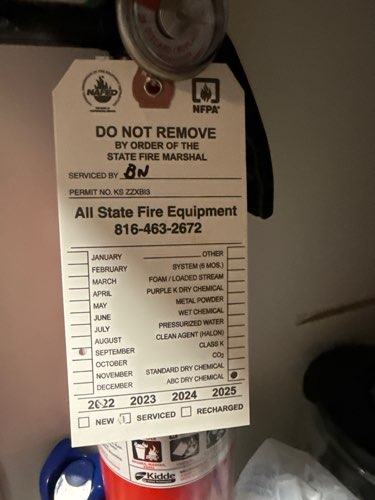 NAFED
NFPA®
DO NOT REMOVE
BY ORDER OF THE
STATE FIRE MARSHAL
SERVICED BY BN
PERMIT NO. KS ZZXBI3
All State Fire Equipment
816-463-2672
JANUARY OTHER
FEBRUARY SYSTEM (6 MOS.)
MARCH FOAM / LOADED STREAM
APRIL PURPLE K DRY CHEMICAL
MAY METAL POWDER
JUNE WET CHEMICAL
JULY PRESSURIZED WATER
AUGUST CLEAN AGENT (HALON)
SEPTEMBER CLASS K
OCTOBER CO2
NOVEMBER STANDARD DRY CHEMICAL
DECEMBER ABC DRY CHEMICAL
2022 2023 2024 2025
NEW SERVICED RECHARGED
Kidde